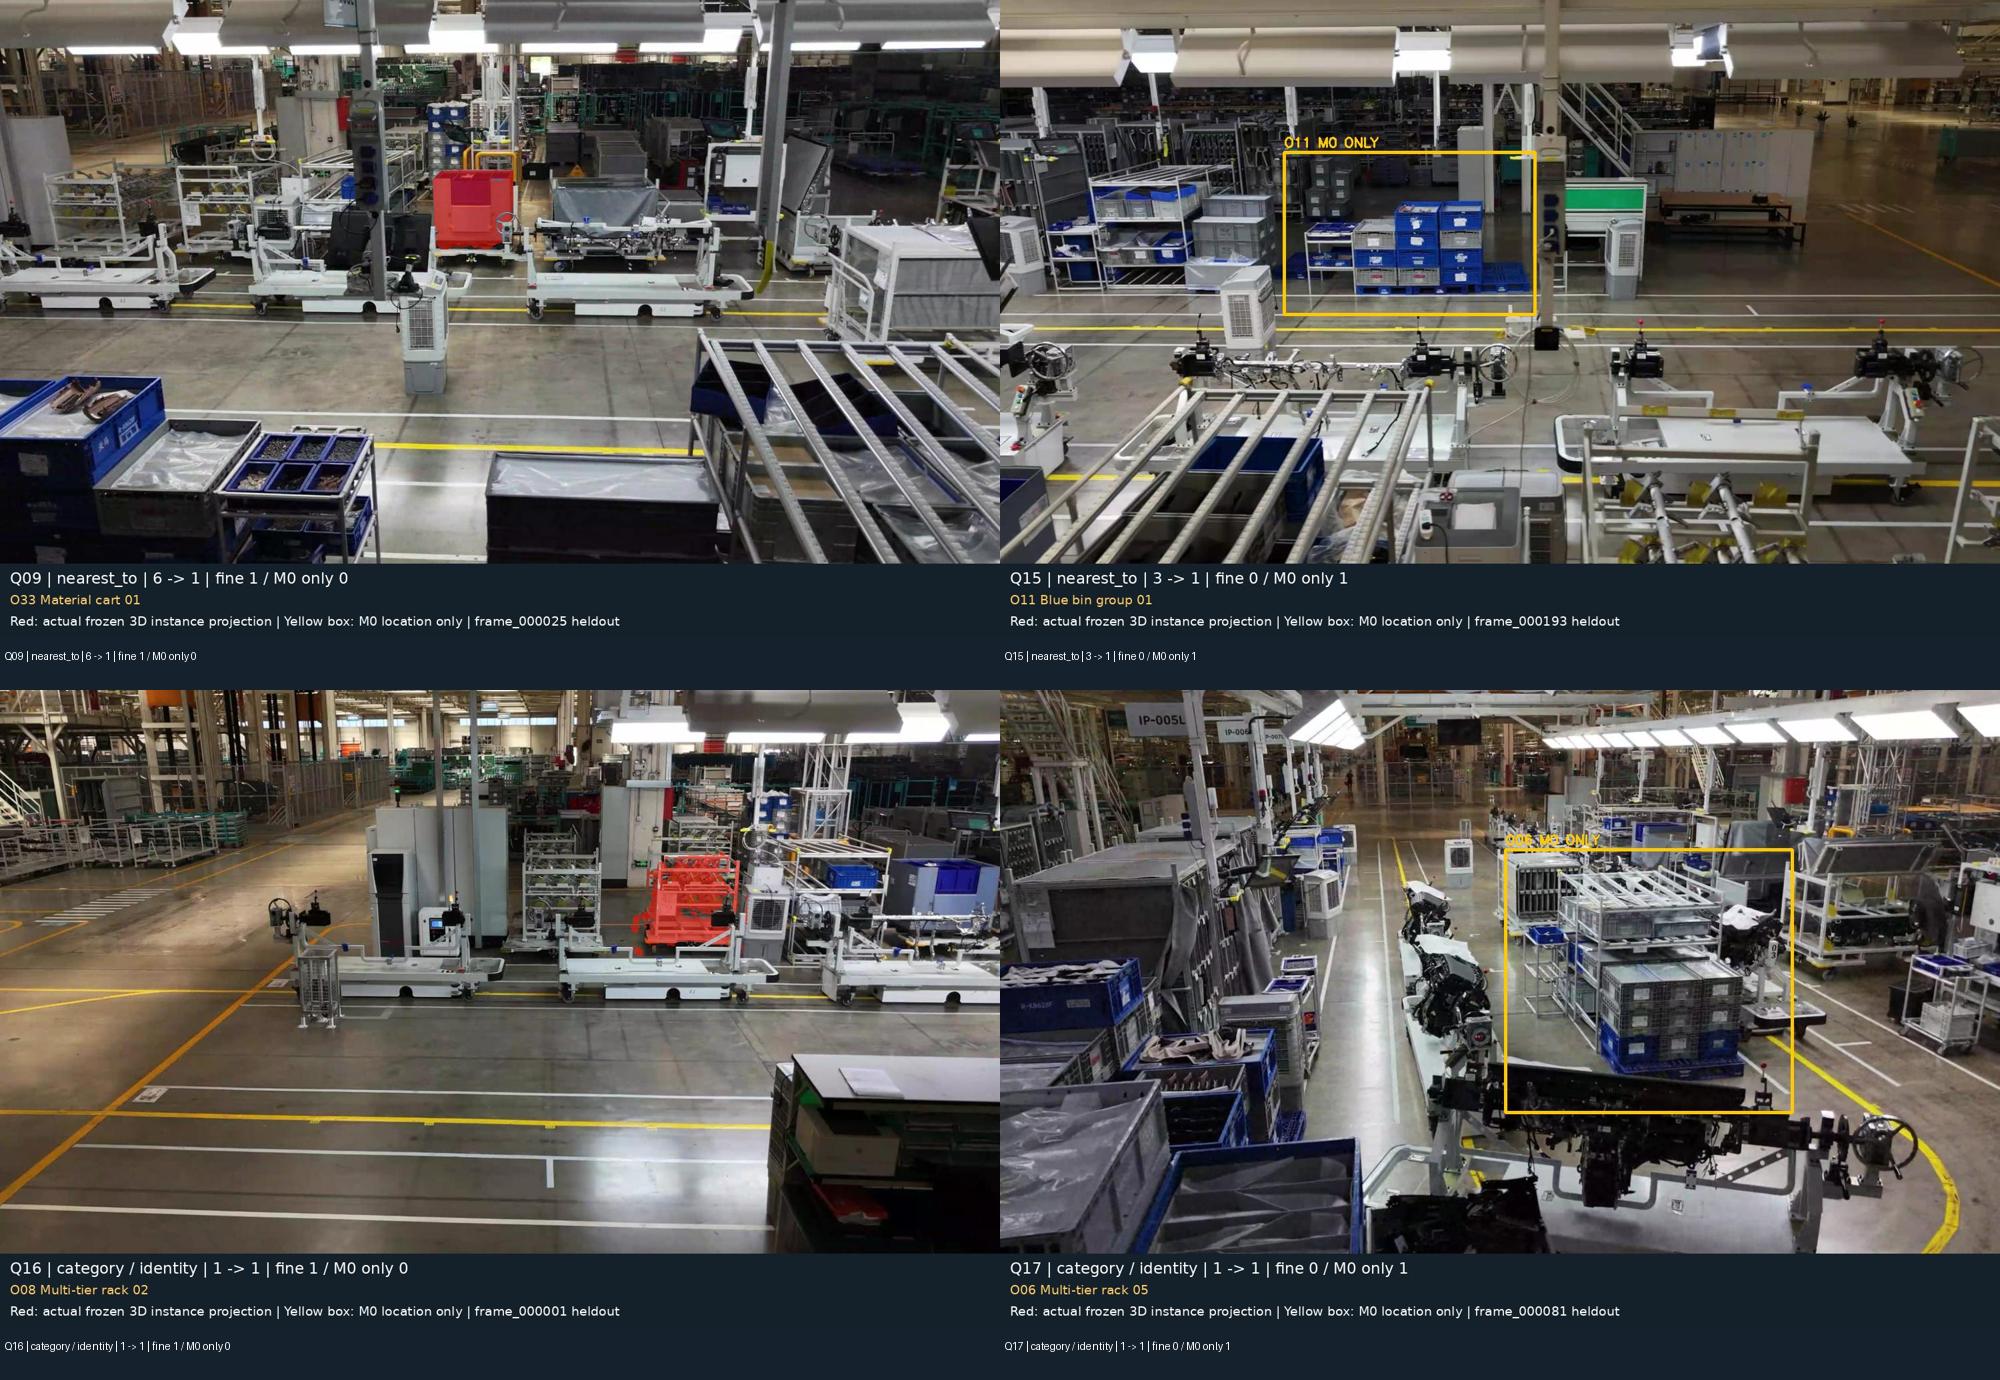 O11 M0 ONLY
Q09 | nearest_to | 6 -> 1 | fine 1 / M0 only 0
O33 Material cart 01
Red: actual frozen 3D instance projection | Yellow box: M0 location only | frame_000025 heldout
Q09 | nearest_to | 6 -> 1 | fine 1 / M0 only 0
Q15 | nearest_to | 3 -> 1 | fine 0 / M0 only 1
O11 Blue bin group 01
Red: actual frozen 3D instance projection | Yellow box: M0 location only | frame_000193 heldout
Q15 | nearest_to | 3 -> 1 | fine 0 / M0 only 1
IP-005L
IP-006
O06 M0 ONLY
Q16 | category / identity | 1 -> 1 | fine 1 / M0 only 0
O08 Multi-tier rack 02
Red: actual frozen 3D instance projection | Yellow box: M0 location only | frame_000001 heldout
Q16 | category / identity | 1 -> 1 | fine 1 / M0 only 0
Q17 | category / identity | 1 -> 1 | fine 0 / M0 only 1
O06 Multi-tier rack 05
Red: actual frozen 3D instance projection | Yellow box: M0 location only | frame_000081 heldout
Q17 | category / identity | 1 -> 1 | fine 0 / M0 only 1